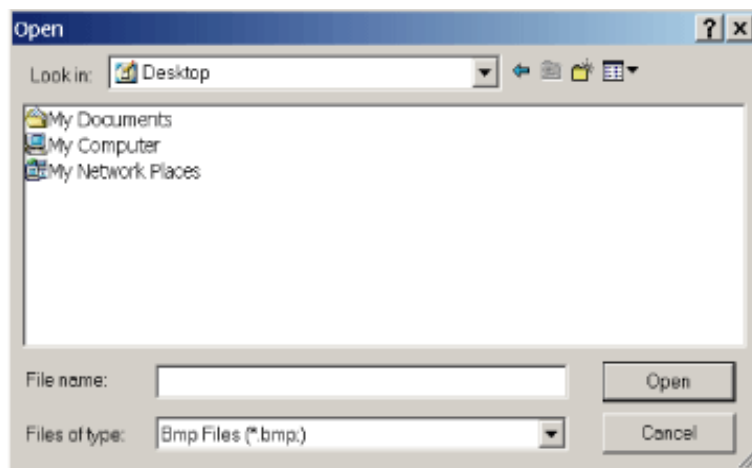 Open
Look in: Desktop
My Documents
My Computer
My Network Places
File name: Open
Files of type: Bmp Files (*.bmp;) Cancel